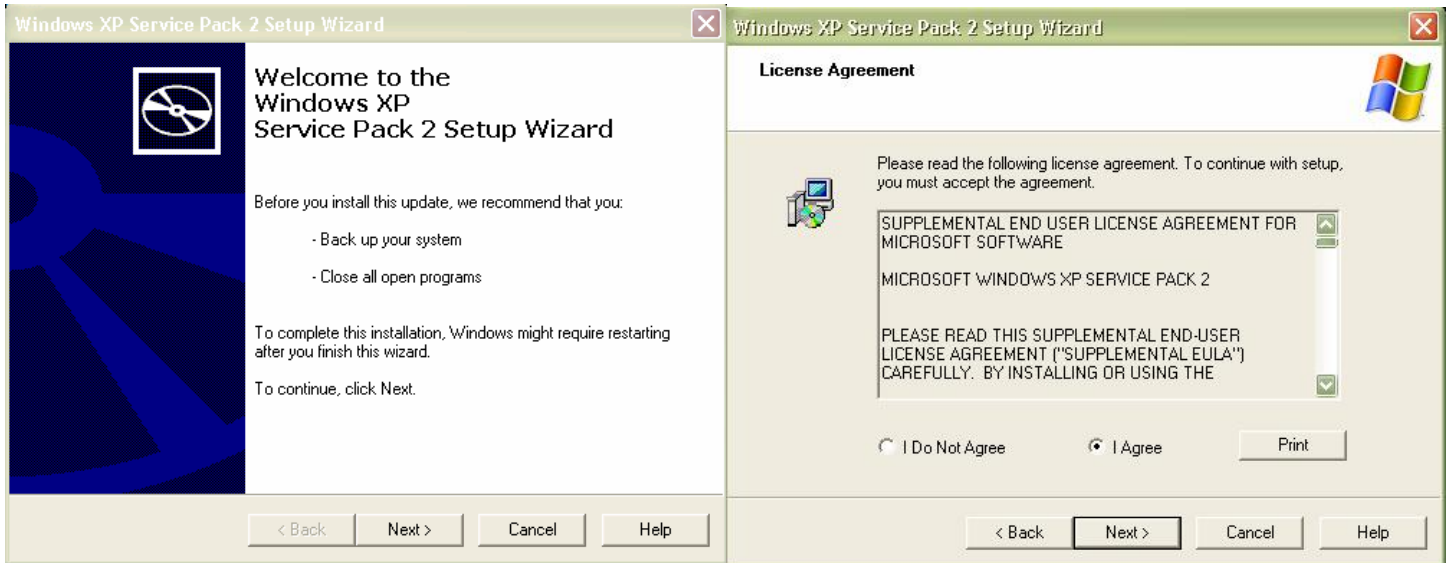 Windows XP Service Pack 2 Setup Wizard
Welcome to the
Windows XP
Service Pack 2 Setup Wizard
Before you install this update, we recommend that you:
- Back up your system
- Close all open programs
To complete this installation, Windows might require restarting
after you finish this wizard.
To continue, click Next.
< Back
Next >
Cancel
Help
Windows XP Service Pack 2 Setup Wizard
License Agreement
Please read the following license agreement. To continue with setup,
you must accept the agreement.
SUPPLEMENTAL END USER LICENSE AGREEMENT FOR
MICROSOFT SOFTWARE
MICROSOFT WINDOWS XP SERVICE PACK 2
PLEASE READ THIS SUPPLEMENTAL END-USER
LICENSE AGREEMENT ("SUPPLEMENTAL EULA")
CAREFULLY. BY INSTALLING OR USING THE
I Do Not Agree
I Agree
Print
< Back
Next >
Cancel
Help